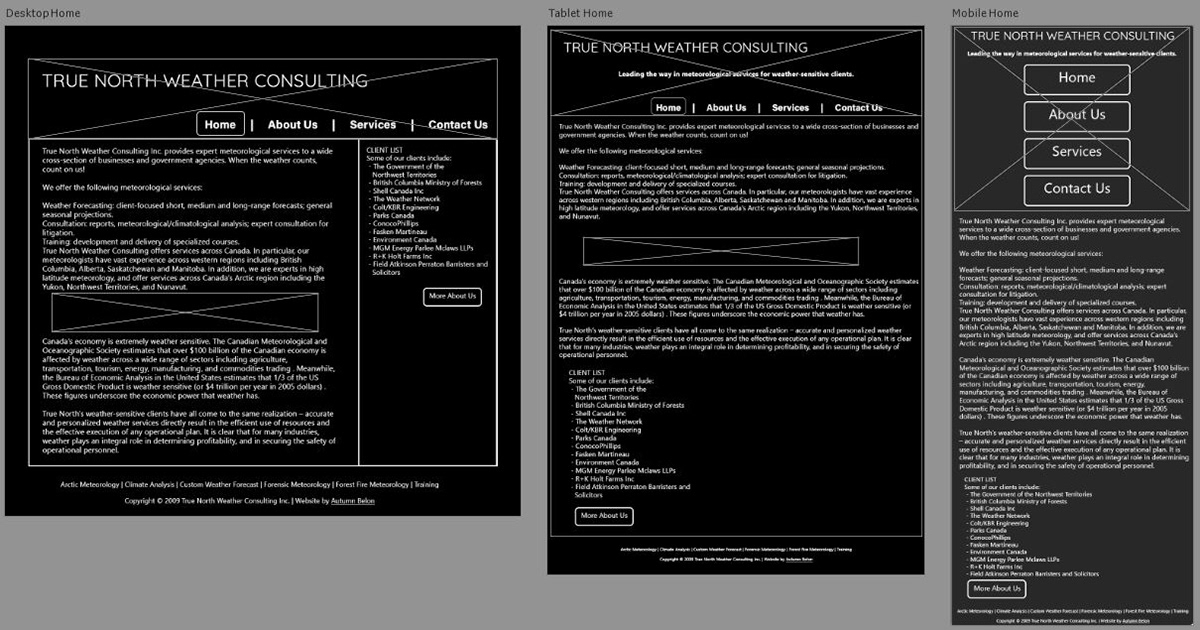 Desktop Home
TRUE NORTH WEATHER CONSULTING
Home | About Us | Services | Contact Us
True North Weather Consulting Inc. provides expert meteorological services to a wide
cross-section of businesses and government agencies. When the weather counts,
count on us!
We offer the following meteorological services:
Weather Forecasting: client-focused short, medium and long-range forecasts; general
seasonal projections.
Consultation: reports, meteorological/climatological analysis; expert consultation for
litigation.
Training: development and delivery of specialized courses.
True North Weather Consulting offers services across Canada. In particular, our
meteorologists have vast experience across western regions including British
Columbia, Alberta, Saskatchewan and Manitoba. In addition, we are experts in high
latitude meteorology, and offer services across Canada's Arctic region including the
Yukon, Northwest Territories, and Nunavut.
Canada's economy is extremely weather sensitive. The Canadian Meteorological and
Oceanographic Society estimates that over $100 billion of the Canadian economy is
affected by weather across a wide range of sectors including agriculture,
transportation, tourism, energy, manufacturing, and commodities trading . Meanwhile,
the Bureau of Economic Analysis in the United States estimates that 1/3 of the US
Gross Domestic Product is weather sensitive (or $4 trillion per year in 2005 dollars) .
These figures underscore the economic power that weather has.
True North's weather-sensitive clients have all come to the same realization – accurate
and personalized weather services directly result in the efficient use of resources and
the effective execution of any operational plan. It is clear that for many industries,
weather plays an integral role in determining profitability, and in securing the safety of
operational personnel.
CLIENT LIST
Some of our clients include:
- The Government of the
Northwest Territories
- British Columbia Ministry of Forests
- Shell Canada Inc
- The Weather Network
- Colt/KBR Engineering
- Parks Canada
- ConocoPhillips
- Fasken Martineau
- Environment Canada
- MGM Energy Parlee Mclaws LLPs
- R+K Holt Farms Inc
- Field Atkinson Perraton Barristers and
Solicitors
More About Us
Arctic Meteorology | Climate Analysis | Custom Weather Forecast | Forensic Meteorology | Forest Fire Meteorology | Training
Copyright © 2009 True North Weather Consulting Inc. | Website by Autumn Belon
Tablet Home
TRUE NORTH WEATHER CONSULTING
Leading the way in meteorological services for weather-sensitive clients.
Home | About Us | Services | Contact Us
True North Weather Consulting Inc. provides expert meteorological services to a wide cross-section of businesses and
government agencies. When the weather counts, count on us!
We offer the following meteorological services:
Weather Forecasting: client-focused short, medium and long-range forecasts; general seasonal projections.
Consultation: reports, meteorological/climatological analysis; expert consultation for litigation.
Training: development and delivery of specialized courses.
True North Weather Consulting offers services across Canada. In particular, our meteorologists have vast experience
across western regions including British Columbia, Alberta, Saskatchewan and Manitoba. In addition, we are experts in
high latitude meteorology, and offer services across Canada's Arctic region including the Yukon, Northwest Territories,
and Nunavut.
Canada's economy is extremely weather sensitive. The Canadian Meteorological and Oceanographic Society estimates
that over $100 billion of the Canadian economy is affected by weather across a wide range of sectors including
agriculture, transportation, tourism, energy, manufacturing, and commodities trading . Meanwhile, the Bureau of
Economic Analysis in the United States estimates that 1/3 of the US Gross Domestic Product is weather sensitive (or
$4 trillion per year in 2005 dollars) . These figures underscore the economic power that weather has.
True North's weather-sensitive clients have all come to the same realization – accurate and personalized weather
services directly result in the efficient use of resources and the effective execution of any operational plan. It is clear
that for many industries, weather plays an integral role in determining profitability, and in securing the safety of
operational personnel.
CLIENT LIST
Some of our clients include:
- The Government of the
Northwest Territories
- British Columbia Ministry of Forests
- Shell Canada Inc
- The Weather Network
- Colt/KBR Engineering
- Parks Canada
- ConocoPhillips
- Fasken Martineau
- Environment Canada
- MGM Energy Parlee Mclaws LLPs
- R+K Holt Farms Inc
- Field Atkinson Perraton Barristers and
Solicitors
More About Us
Arctic Meteorology | Climate Analysis | Custom Weather Forecast | Forensic Meteorology | Forest Fire Meteorology | Training
Copyright © 2009 True North Weather Consulting Inc. | Website by Autumn Belon
Mobile Home
TRUE NORTH WEATHER CONSULTING
Leading the way in meteorological services for weather-sensitive clients.
Home
About Us
Services
Contact Us
True North Weather Consulting Inc. provides expert meteorological
services to a wide cross-section of businesses and government agencies.
When the weather counts, count on us!
We offer the following meteorological services:
Weather Forecasting: client-focused short, medium and long-range
forecasts; general seasonal projections.
Consultation: reports, meteorological/climatological analysis; expert
consultation for litigation.
Training: development and delivery of specialized courses.
True North Weather Consulting offers services across Canada. In particular,
our meteorologists have vast experience across western regions including
British Columbia, Alberta, Saskatchewan and Manitoba. In addition, we are
experts in high latitude meteorology, and offer services across Canada's
Arctic region including the Yukon, Northwest Territories, and Nunavut.
Canada's economy is extremely weather sensitive. The Canadian
Meteorological and Oceanographic Society estimates that over $100 billion
of the Canadian economy is affected by weather across a wide range of
sectors including agriculture, transportation, tourism, energy,
manufacturing, and commodities trading . Meanwhile, the Bureau of
Economic Analysis in the United States estimates that 1/3 of the US Gross
Domestic Product is weather sensitive (or $4 trillion per year in 2005
dollars) . These figures underscore the economic power that weather has.
True North's weather-sensitive clients have all come to the same realization
– accurate and personalized weather services directly result in the efficient
use of resources and the effective execution of any operational plan. It is
clear that for many industries, weather plays an integral role in determining
profitability, and in securing the safety of operational personnel.
CLIENT LIST
Some of our clients include:
- The Government of the Northwest Territories
- British Columbia Ministry of Forests
- Shell Canada Inc
- The Weather Network
- Colt/KBR Engineering
- Parks Canada
- ConocoPhillips
- Fasken Martineau
- Environment Canada
- MGM Energy Parlee Mclaws LLPs
- R+K Holt Farms Inc
- Field Atkinson Perraton Barristers and Solicitors
More About Us
Arctic Meteorology | Climate Analysis | Custom Weather Forecast | Forensic Meteorology | Forest Fire Meteorology | Training
Copyright © 2009 True North Weather Consulting Inc. | Website by Autumn Belon